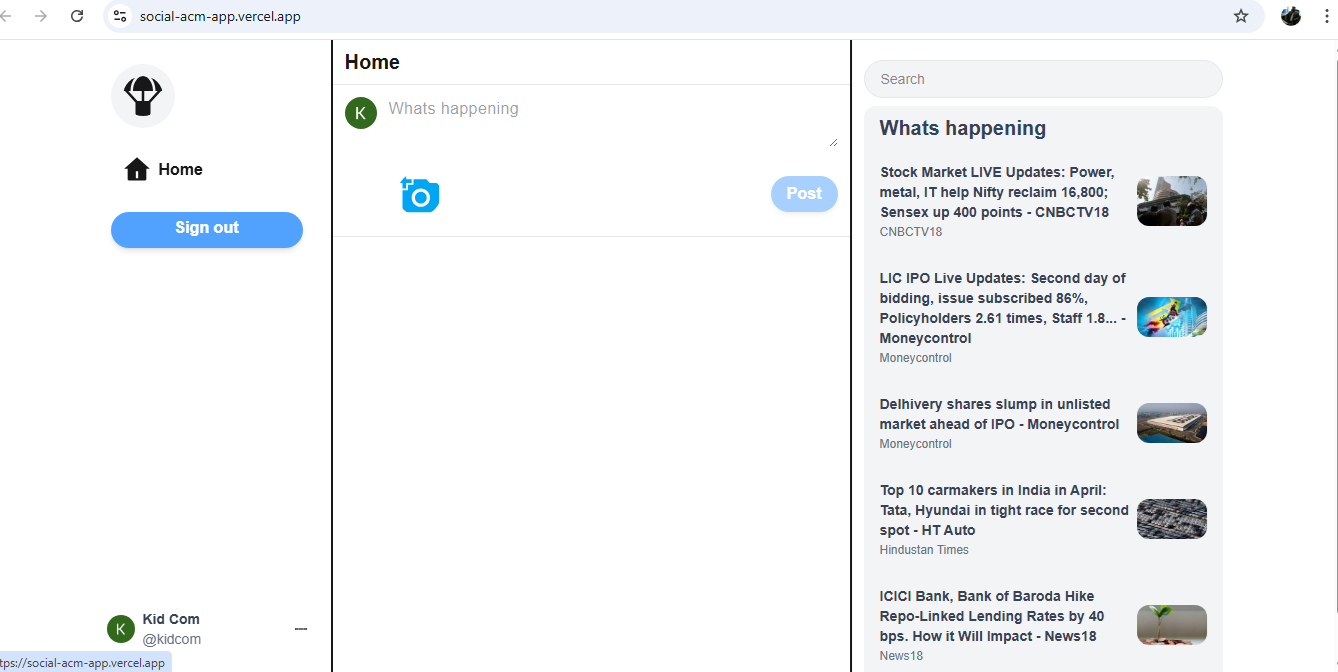 social-acm-app.vercel.app
Home
Sign out
Kid Com
K
@kidcom
tps://social-acm-app.vercel.app
Home
K
Whats happening
Post
Search
Whats happening
Stock Market LIVE Updates: Power,
metal, IT help Nifty reclaim 16,800;
Sensex up 400 points - CNBCTV18
CNBCTV18
LIC IPO Live Updates: Second day of
bidding, issue subscribed 86%,
Policyholders 2.61 times, Staff 1.8... -
Moneycontrol
Moneycontrol
Delhivery shares slump in unlisted
market ahead of IPO - Moneycontrol
Moneycontrol
Top 10 carmakers in India in April:
Tata, Hyundai in tight race for second
spot - HT Auto
Hindustan Times
ICICI Bank, Bank of Baroda Hike
Repo-Linked Lending Rates by 40
bps. How it Will Impact - News18
News18